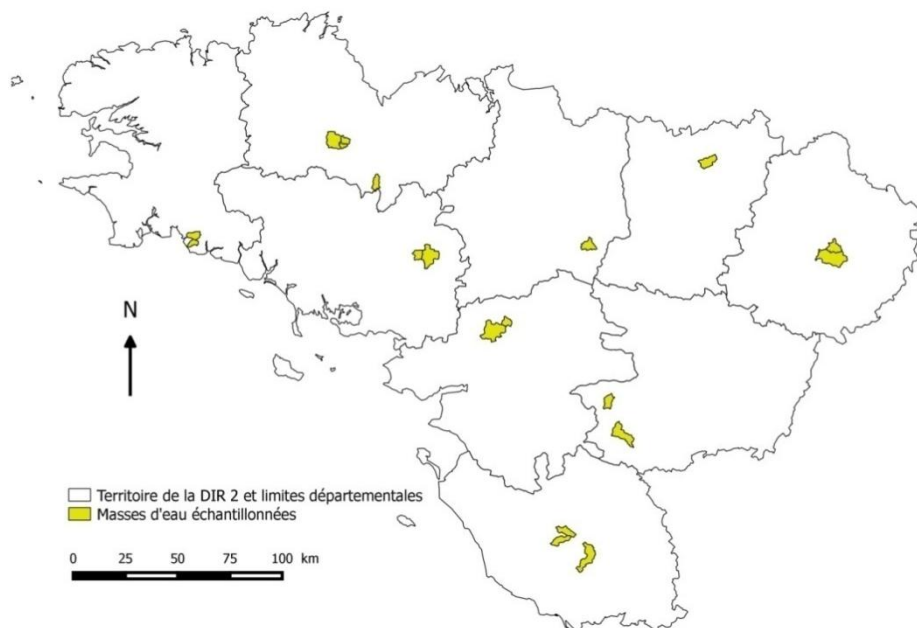 N
Territoire de la DIR 2 et limites départementales
Masses d'eau échantillonnées
0 25 50 75 100 km